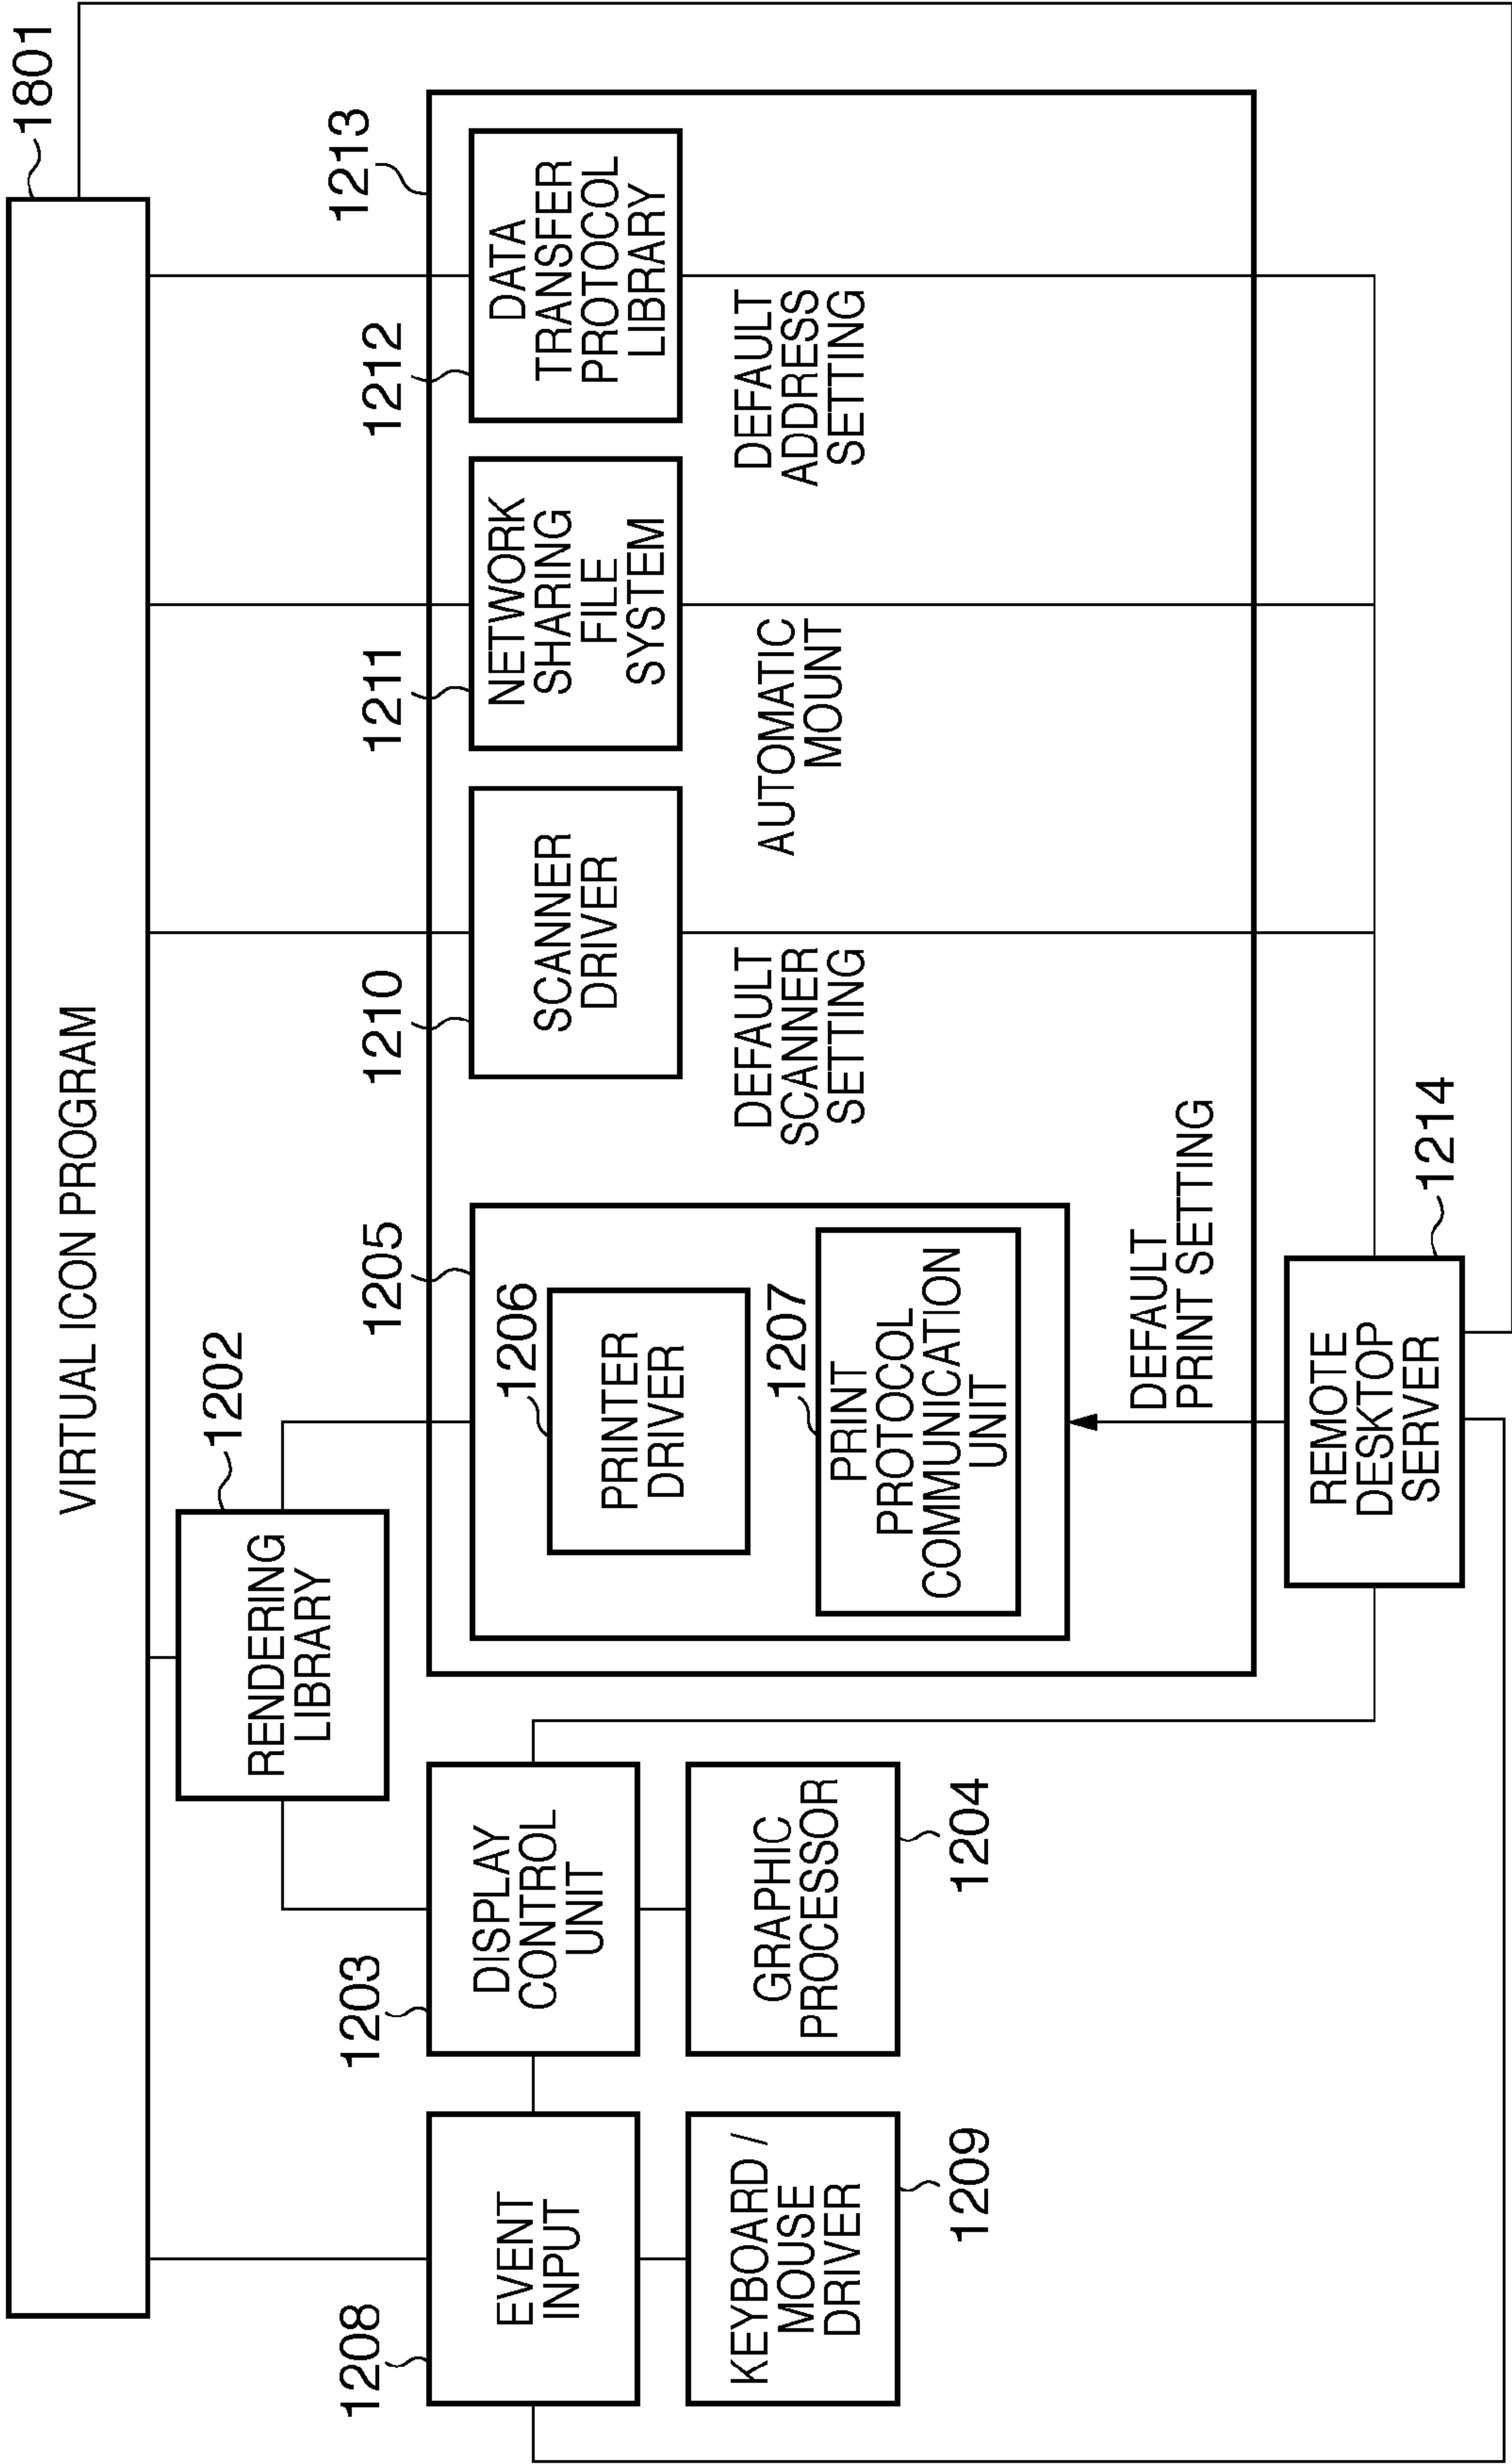 1801
VIRTUAL ICON PROGRAM
1202
RENDERING
LIBRARY
1213
1208
EVENT
INPUT
1203
DISPLAY
CONTROL
UNIT
1205
1206
PRINTER
DRIVER
1207
PRINT
PROTOCOL
COMMUNICATION
UNIT
1210
SCANNER
DRIVER
1211
NETWORK
SHARING
FILE
SYSTEM
1212
DATA
TRANSFER
PROTOCOL
LIBRARY
KEYBOARD /
MOUSE
DRIVER
1209
GRAPHIC
PROCESSOR
1204
DEFAULT
SCANNER
SETTING
AUTOMATIC
MOUNT
DEFAULT
ADDRESS
SETTING
DEFAULT
PRINT SETTING
REMOTE
DESKTOP
SERVER
1214